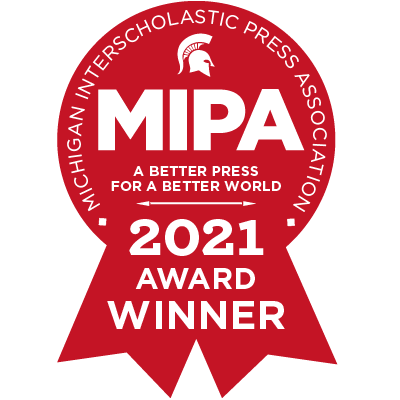 MICHIGAN INTERSCHOLASTIC PRESS ASSOCIATION
MIPA
A BETTER PRESS
FOR A BETTER WORLD
2021
AWARD
WINNER